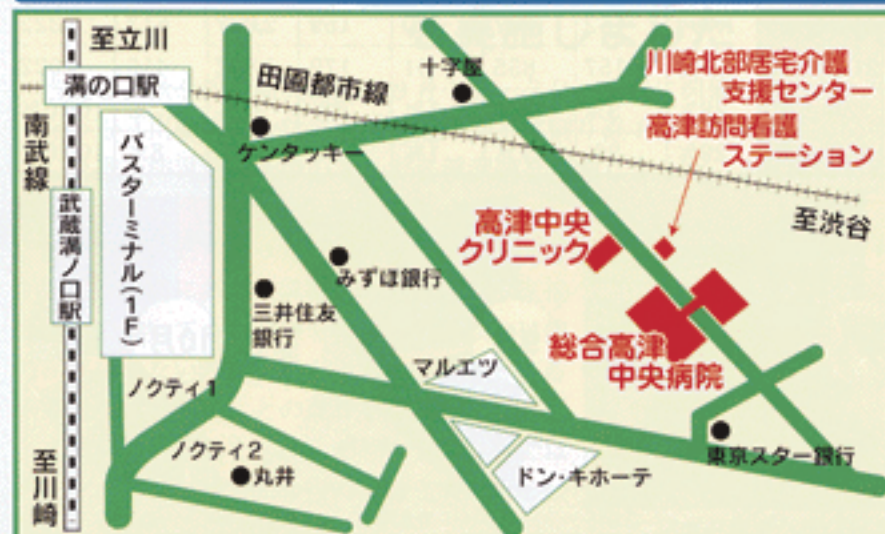 至立川
溝の口駅
田園都市線
十字屋
川崎北部居宅介護
支援センター
高津訪問看護
ステーション
南武線
バスターミナル(1F)
ケンタッキー
至渋谷
武蔵溝ノ口駅
高津中央
クリニック
みずほ銀行
三井住友
銀行
総合高津
中央病院
マルエツ
ノクティ1
ノクティ2
丸井
ドン・キホーテ
東京スター銀行
至川崎